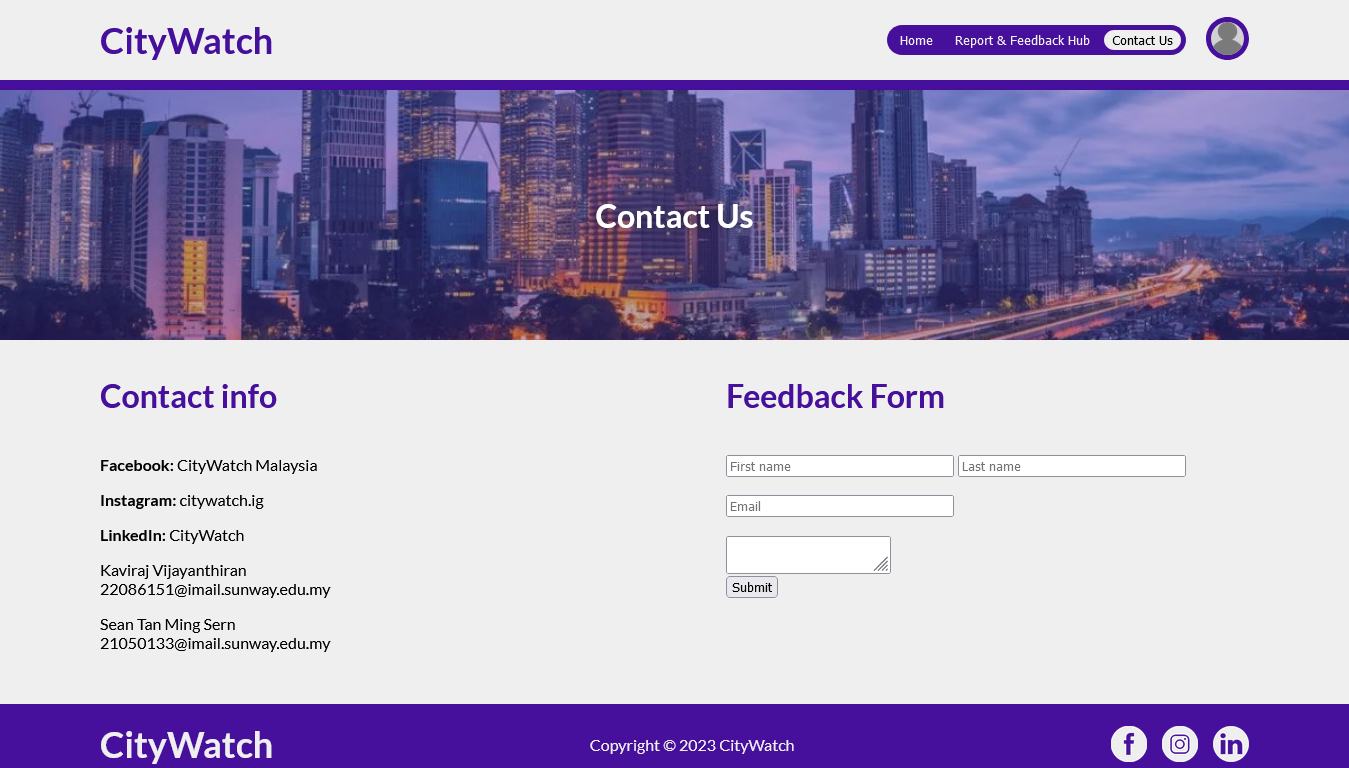 CityWatch
Home
Report & Feedback Hub
Contact Us
Contact Us
Contact info
Facebook: CityWatch Malaysia
Instagram: citywatch.ig
LinkedIn: CityWatch
Kaviraj Vijayanthiran
22086151@imail.sunway.edu.my
Sean Tan Ming Sern
21050133@imail.sunway.edu.my
Feedback Form
First name
Last name
Email
Submit
CityWatch
Copyright © 2023 CityWatch